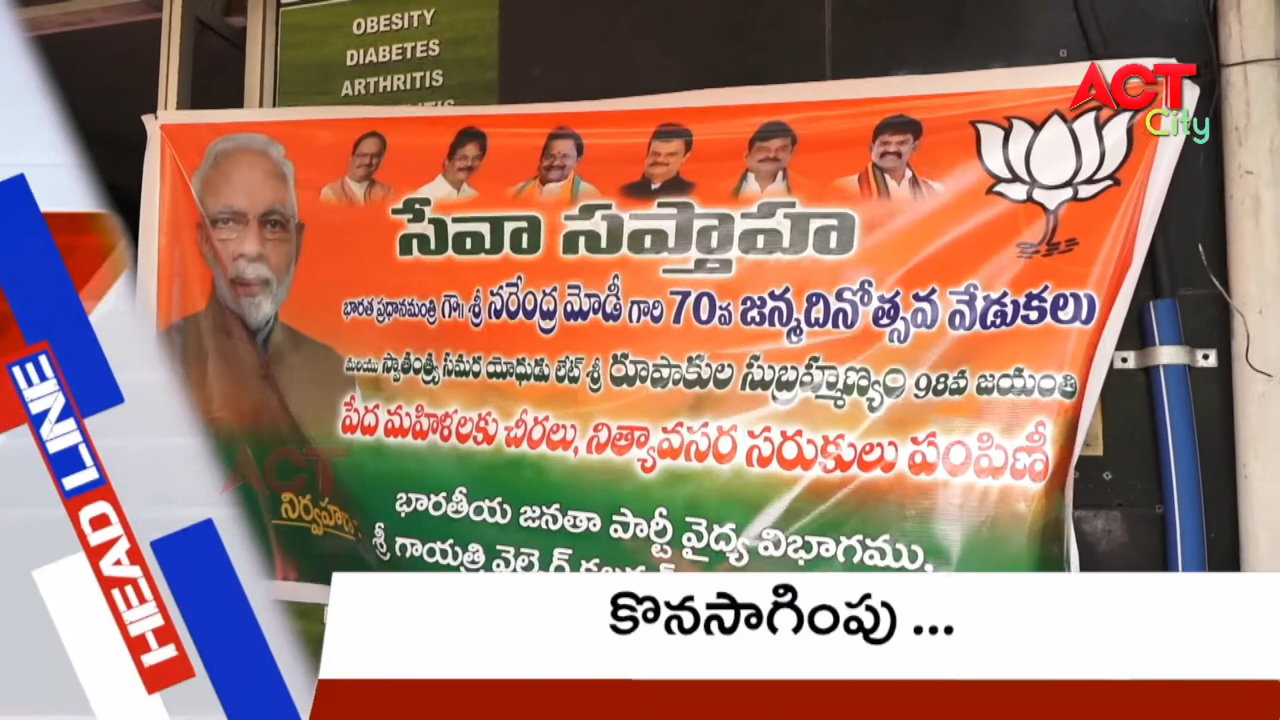 OBESITY
DIABETES
ARTHRITIS
ACT
City
సేవా సప్తాహ
భారత ప్రధానమంత్రి గౌ॥ శ్రీ నరేంద్ర మోడీ గారి 70వ జన్మదినోత్సవ వేడుకలు
మరియు స్వాతంత్ర్య సమర యోధుడు లేట్ శ్రీ రూపాకుల సుబ్రహ్మణ్యం 98వ జయంతి
పేద మహిళలకు చీరలు, నిత్యావసర సరుకులు పంపిణీ
ACT
నిర్వహణ:
భారతీయ జనతా పార్టీ వైద్య విభాగము,
శ్రీ గాయత్రి వెల్ఫేర్
HEAD LINE
కొనసాగింపు ...